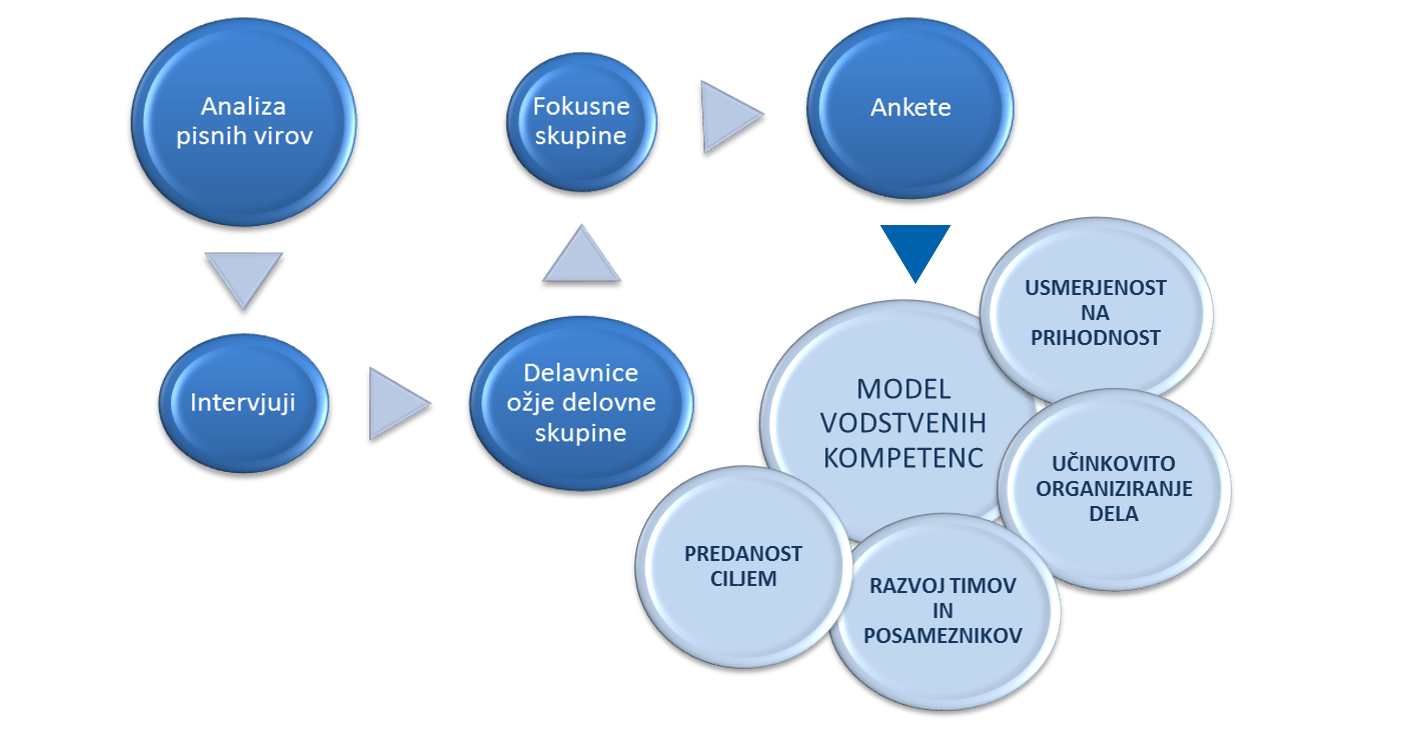 Analiza
pisnih virov
Intervjuji
Delavnice
ožje delovne
skupine
Fokusne
skupine
Ankete
MODEL
VODSTVENIH
KOMPETENC
USMERJENOST
NA
PRIHODNOST
UČINKOVITO
ORGANIZIRANJE
DELA
RAZVOJ TIMOV
IN
POSAMEZNIKOV
PREDANOST
CILJEM